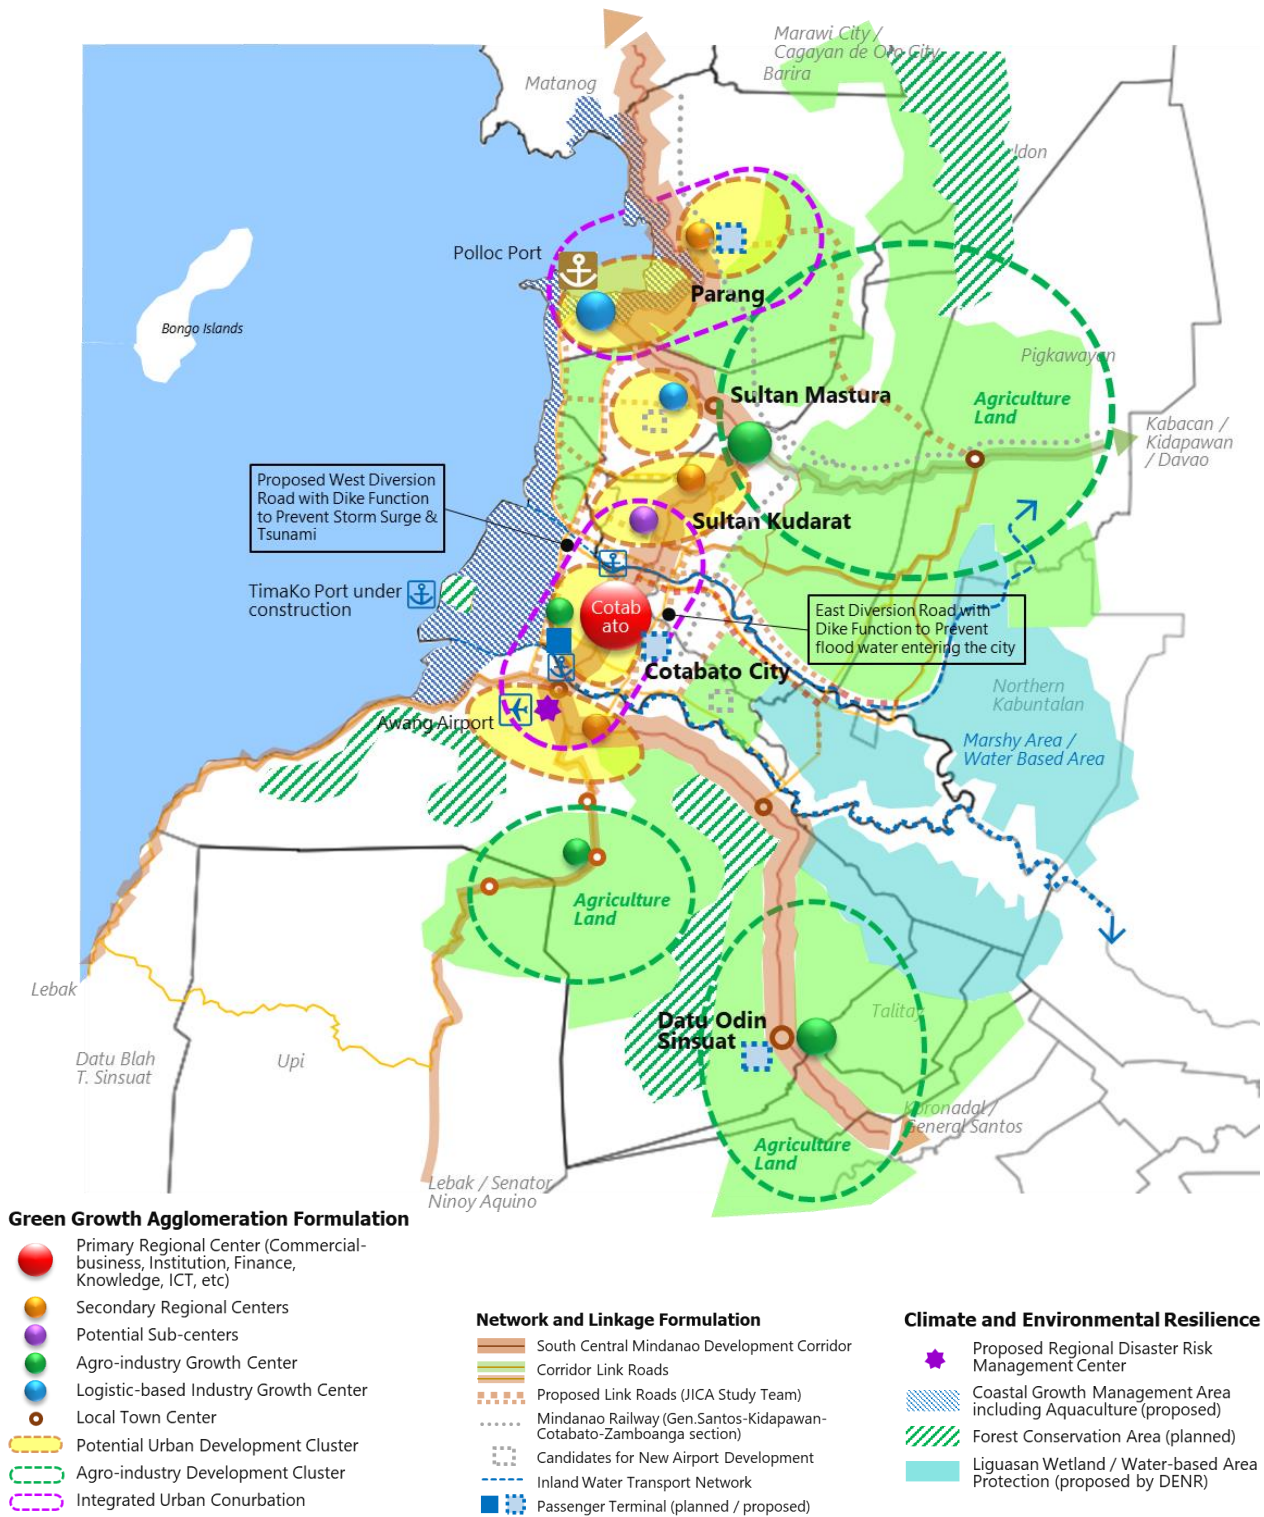 Marawi City /
Cagayan de Oro City
Barira
Matanog
ldon
Polloc Port
Parang
Bongo Islands
Pigkawayan
Sultan Mastura
Agriculture
Land
Kabacan /
Kidapawan
/ Davao
Proposed West Diversion
Road with Dike Function
to Prevent Storm Surge &
Tsunami
Sultan Kudarat
TimaKo Port under
construction
Cotab
ato
East Diversion Road with
Dike Function to Prevent
flood water entering the city
Cotabato City
Northern
Kabuntalan
Awang Airport
Marshy Area /
Water Based Area
Agriculture
Land
Lebak
Datu Odin
Sinsuat
Talita
Datu Blah
T. Sinsuat
Upi
Koronadal /
General Santos
Agriculture
Land
Lebak / Senator
Ninoy Aquino
Green Growth Agglomeration Formulation
Primary Regional Center (Commercial-
business, Institution, Finance,
Knowledge, ICT, etc)
Secondary Regional Centers
Potential Sub-centers
Agro-industry Growth Center
Logistic-based Industry Growth Center
Local Town Center
Potential Urban Development Cluster
Agro-industry Development Cluster
Integrated Urban Conurbation
Network and Linkage Formulation
South Central Mindanao Development Corridor
Corridor Link Roads
Proposed Link Roads (JICA Study Team)
Mindanao Railway (Gen.Santos-Kidapawan-
Cotabato-Zamboanga section)
Candidates for New Airport Development
Inland Water Transport Network
Passenger Terminal (planned / proposed)
Climate and Environmental Resilience
Proposed Regional Disaster Risk
Management Center
Coastal Growth Management Area
including Aquaculture (proposed)
Forest Conservation Area (planned)
Liguasan Wetland / Water-based Area
Protection (proposed by DENR)